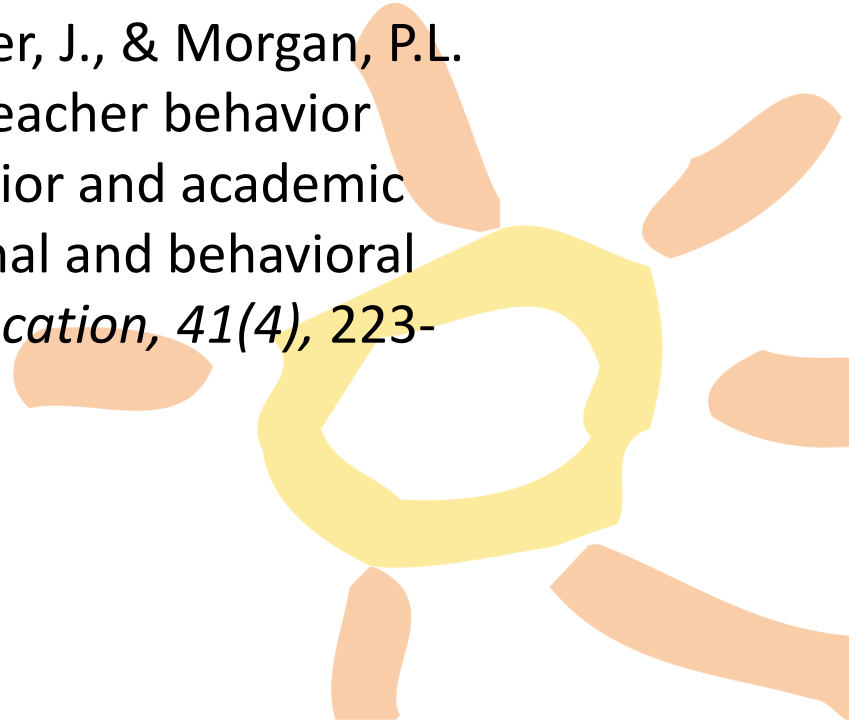 er, J., & Morgan, P.L.
eacher behavior
ior and academic
nal and behavioral
cation, 41(4), 223-